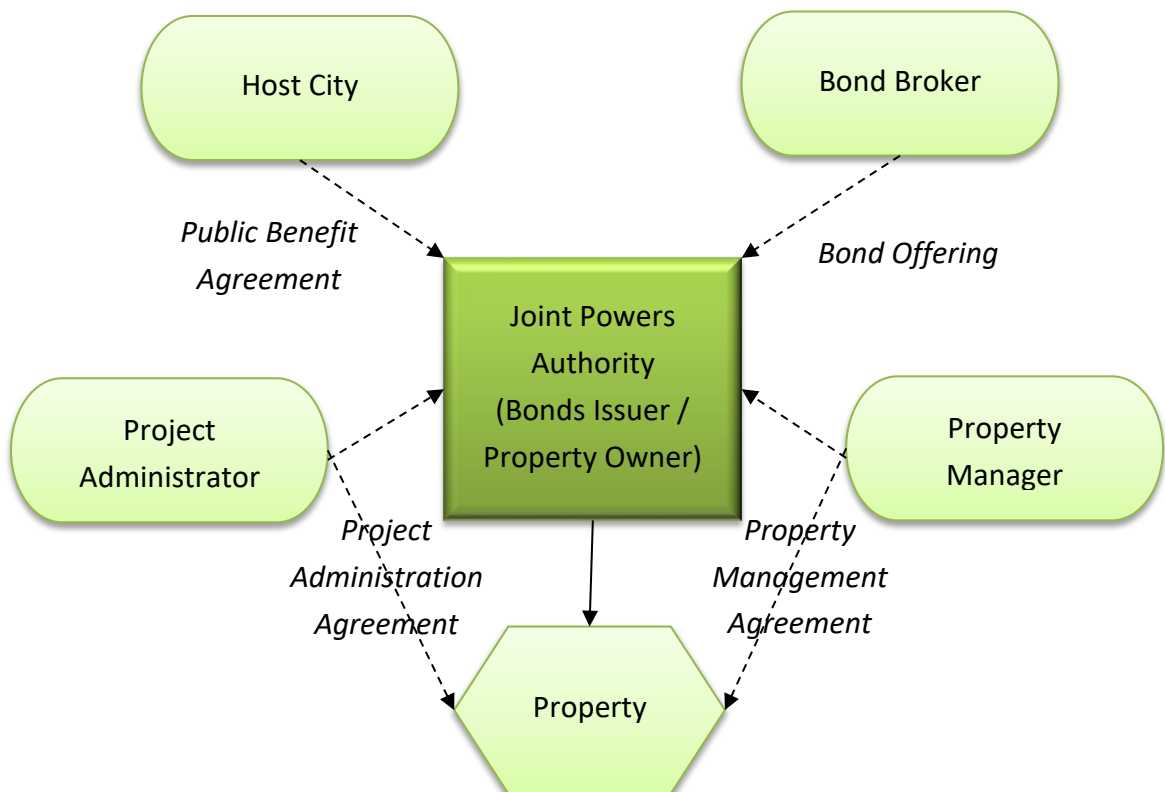 Host City
Bond Broker
Public Benefit
Agreement
Bond Offering
Joint Powers
Authority
(Bonds Issuer /
Property Owner)
Project
Administrator
Property
Manager
Project
Administration
Agreement
Property
Management
Agreement
Property